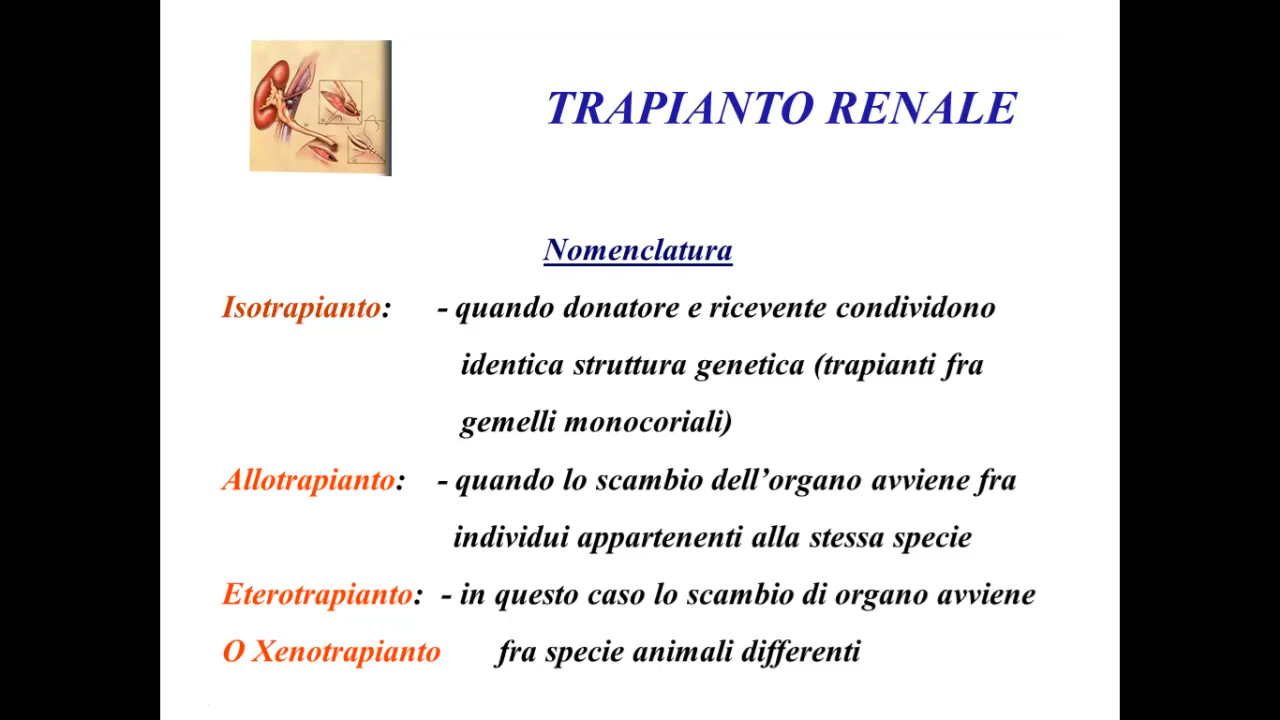 TRAPIANTO RENALE
Nomenclatura
Isotrapianto: - quando donatore e ricevente condividono
identica struttura genetica (trapianti fra
gemelli monocoriali)
Allotrapianto: - quando lo scambio dell’organo avviene fra
individui appartenenti alla stessa specie
Eterotrapianto: - in questo caso lo scambio di organo avviene
O Xenotrapianto fra specie animali differenti